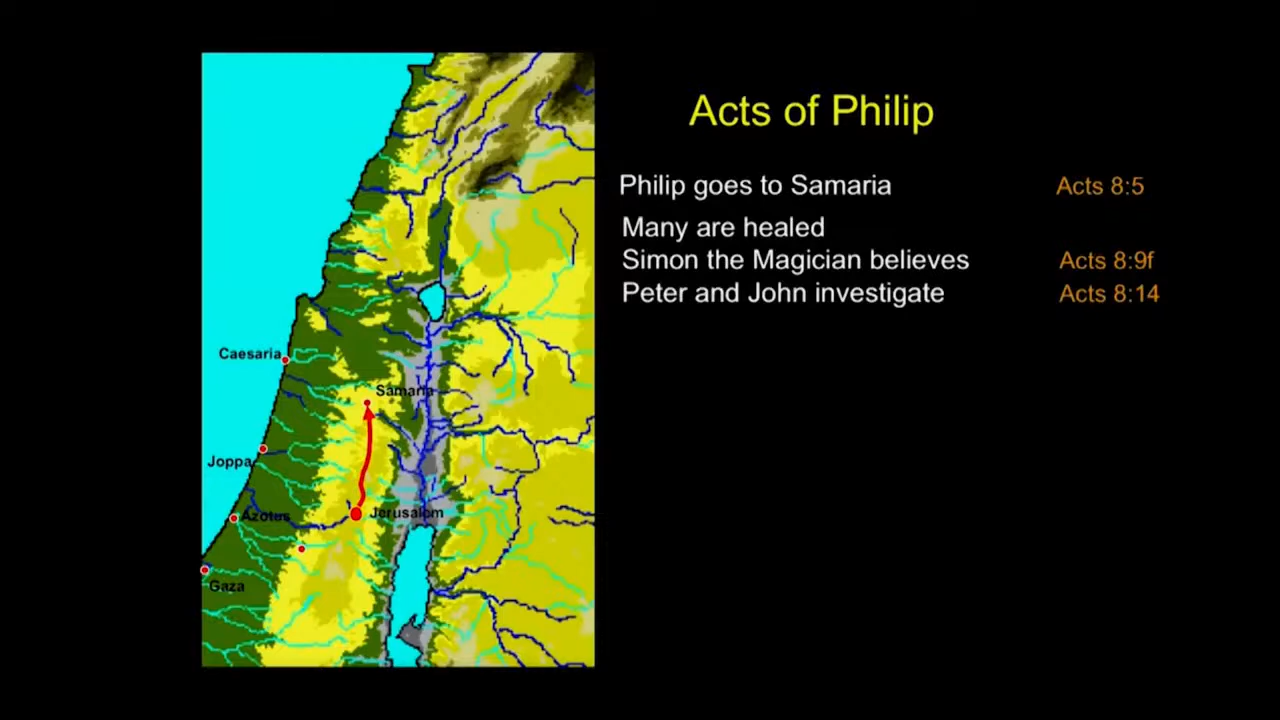 Acts of Philip
Philip goes to Samaria Acts 8:5
Many are healed
Simon the Magician believes Acts 8:9f
Peter and John investigate Acts 8:14
Caesaria
Samaria
Joppa
Azotus
Jerusalem
Gaza